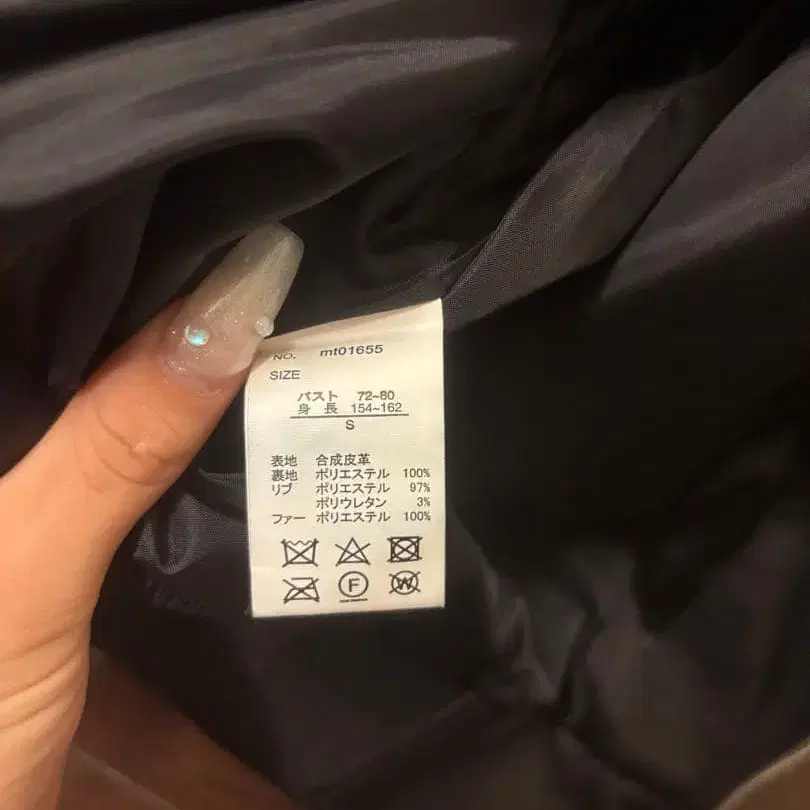 NO. mt01655
SIZE
バスト 72~80
身長 154~162
S
表地 合成皮革
裏地 ポリエステル 100%
リブ ポリエステル 97%
ポリウレタン 3%
ファー ポリエステル 100%
F W